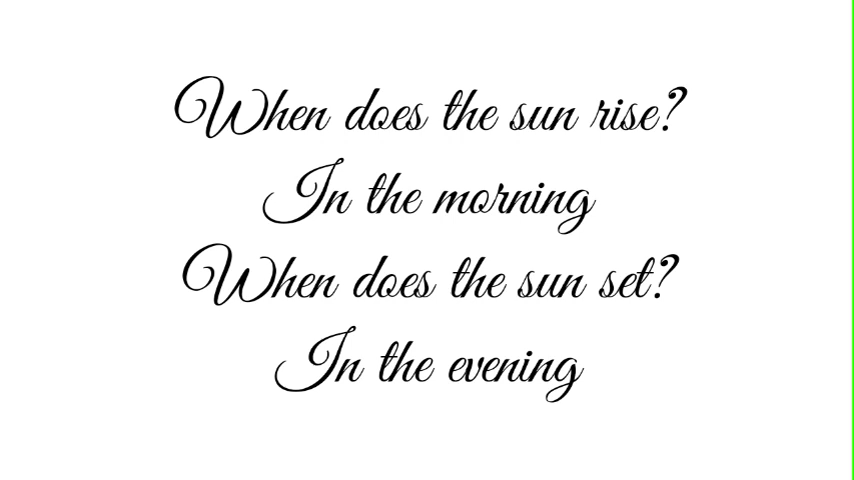 When does the sun rise?
In the morning
When does the sun set?
In the evening